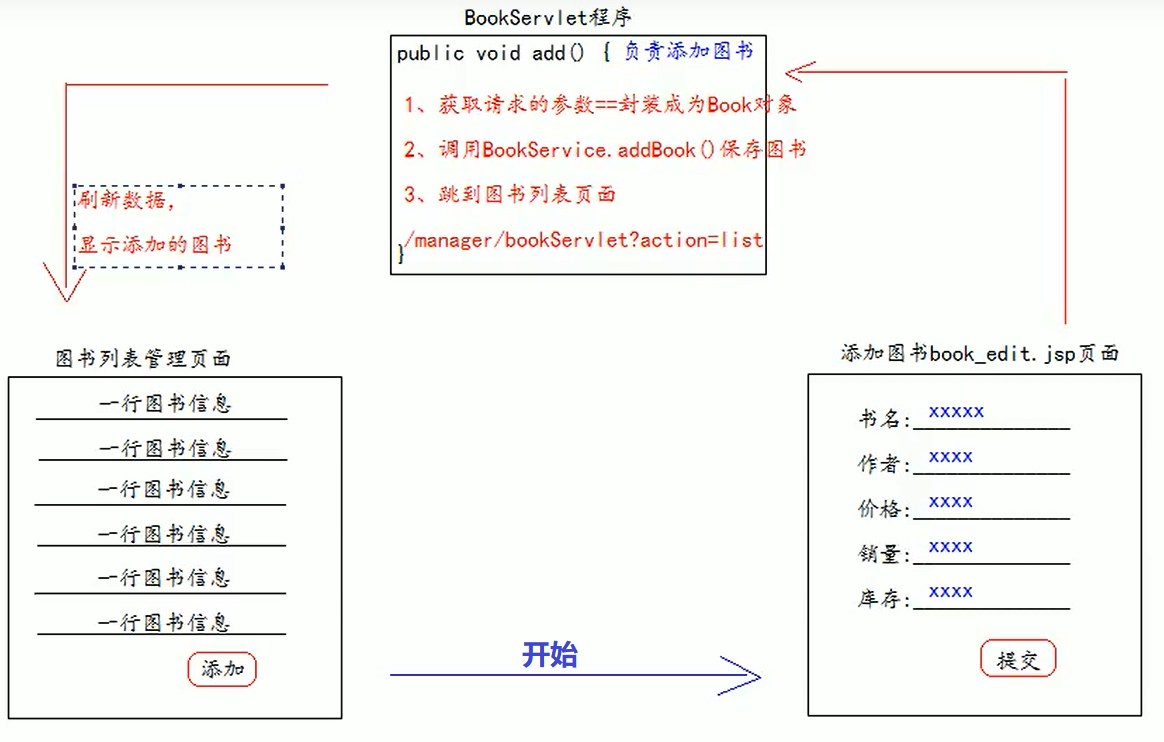 BookServlet程序
public void add() { 负责添加图书
1、获取请求的参数==封装成为Book对象
2、调用BookService.addBook()保存图书
3、跳到图书列表页面
/manager/bookServlet?action=list
}
刷新数据,
显示添加的图书
图书列表管理页面
一行图书信息
一行图书信息
一行图书信息
一行图书信息
一行图书信息
一行图书信息
添加
开始
添加图书book_edit.jsp页面
书名:xxxxx
作者:xxxx
价格:xxxx
销量:xxxx
库存:xxxx
提交